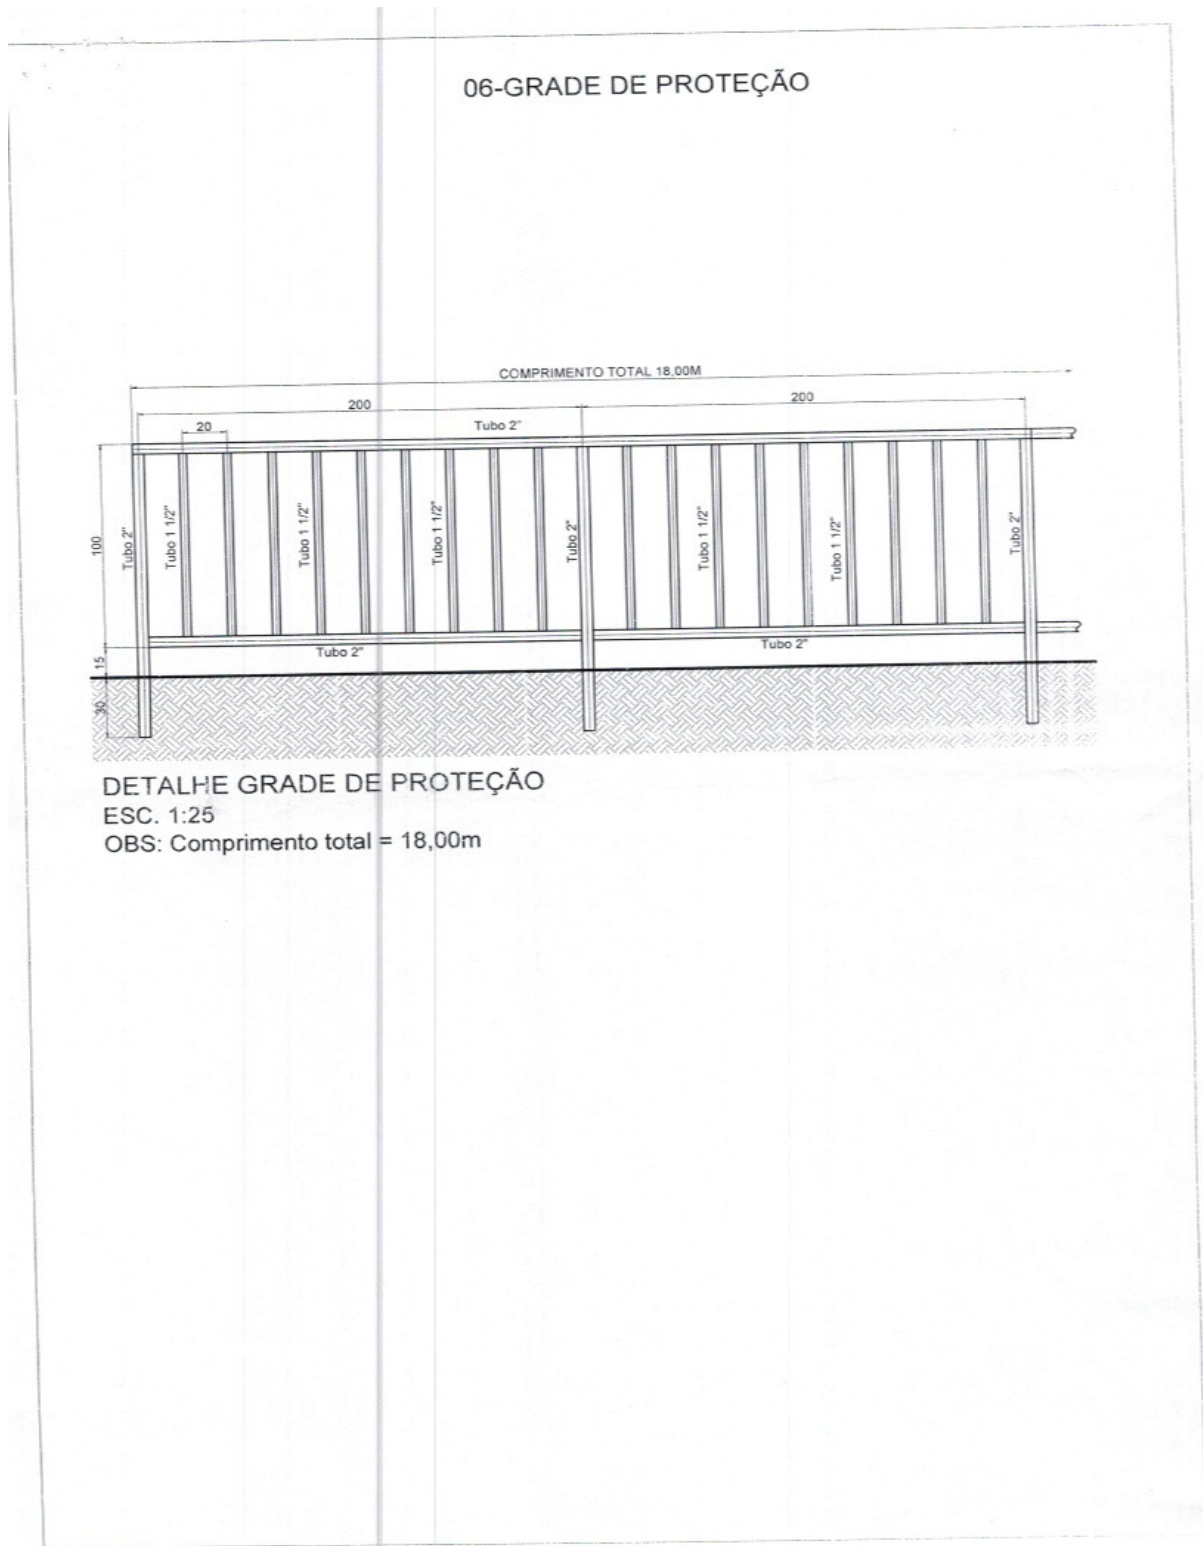 06-GRADE DE PROTEÇÃO
COMPRIMENTO TOTAL 18,00M
200
200
20
Tubo 2"
100
Tubo 2"
Tubo 1 1/2"
Tubo 1 1/2"
Tubo 1 1/2"
Tubo 2"
Tubo 1 1/2"
Tubo 1 1/2"
Tubo 2"
Tubo 2"
Tubo 2"
15
30
DETALHE GRADE DE PROTEÇÃO
ESC. 1:25
OBS: Comprimento total = 18,00m